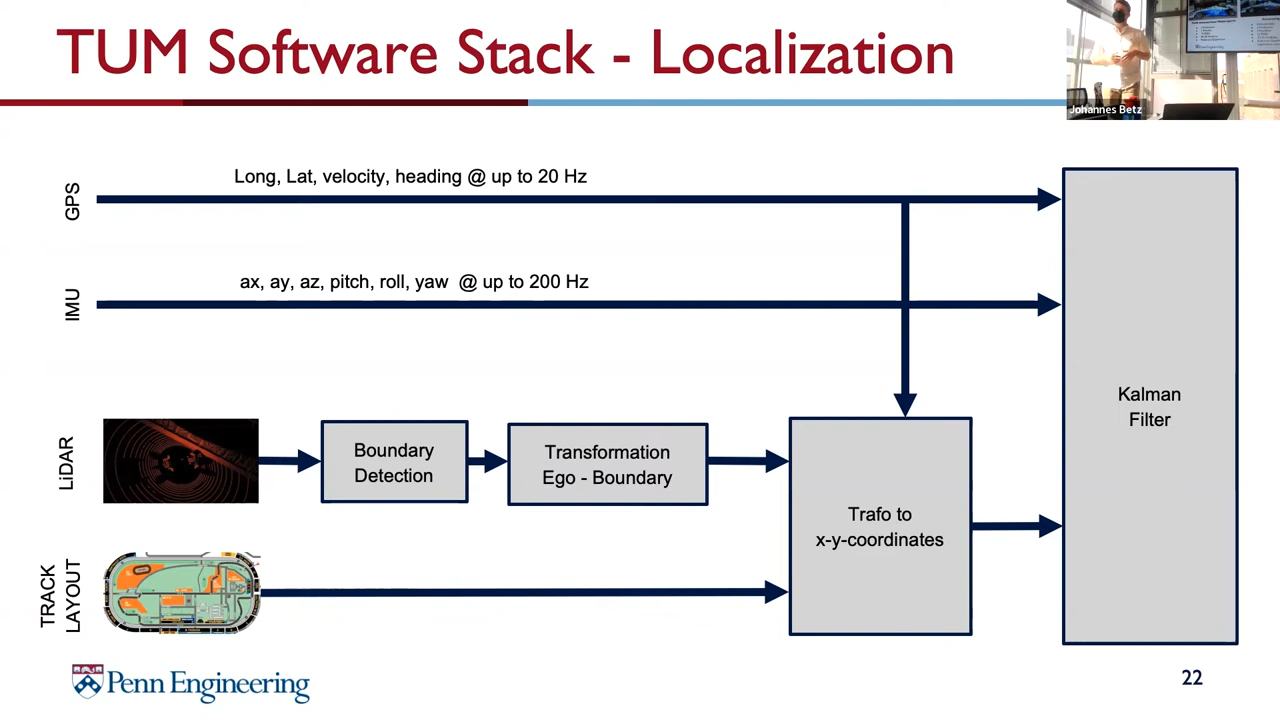 TUM Software Stack - Localization
Johannes Betz
GPS
Long, Lat, velocity, heading @ up to 20 Hz
IMU
ax, ay, az, pitch, roll, yaw @ up to 200 Hz
LiDAR
Boundary
Detection
Transformation
Ego - Boundary
TRACK
LAYOUT
Trafo to
x-y-coordinates
Kalman
Filter
Penn Engineering
22